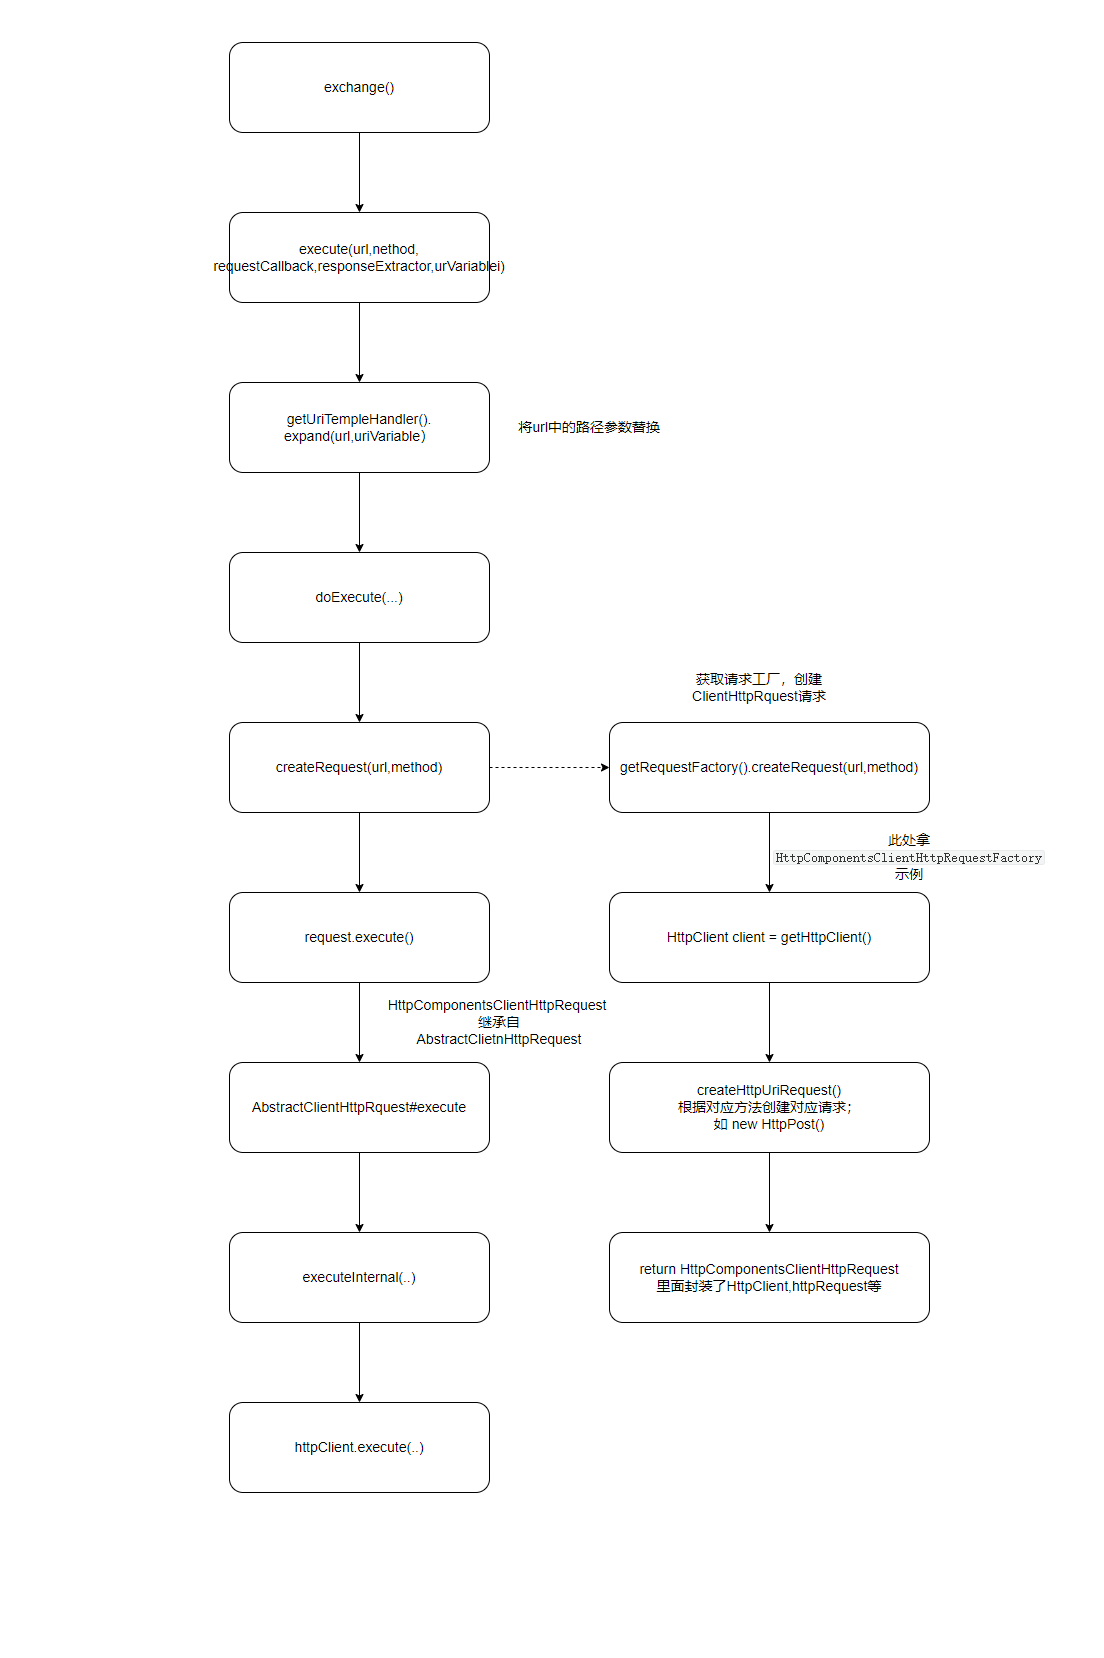 exchange()
execute(url,nethod,
requestCallback,responseExtractor,urVariablei)
getUriTempleHandler().
expand(url,uriVariable）
将url中的路径参数替换
doExecute(...)
获取请求工厂，创建
ClientHttpRquest请求
createRequest(url,method)
getRequestFactory().createRequest(url,method)
此处拿
HttpComponentsClientHttpRequestFactory
示例
request.execute()
HttpClient client = getHttpClient()
HttpComponentsClientHttpRequest
继承自
AbstractClietnHttpRequest
AbstractClientHttpRquest#execute
createHttpUriRequest()
根据对应方法创建对应请求；
如 new HttpPost()
executeInternal(..)
return HttpComponentsClientHttpRequest
里面封装了HttpClient,httpRequest等
httpClient.execute(..)